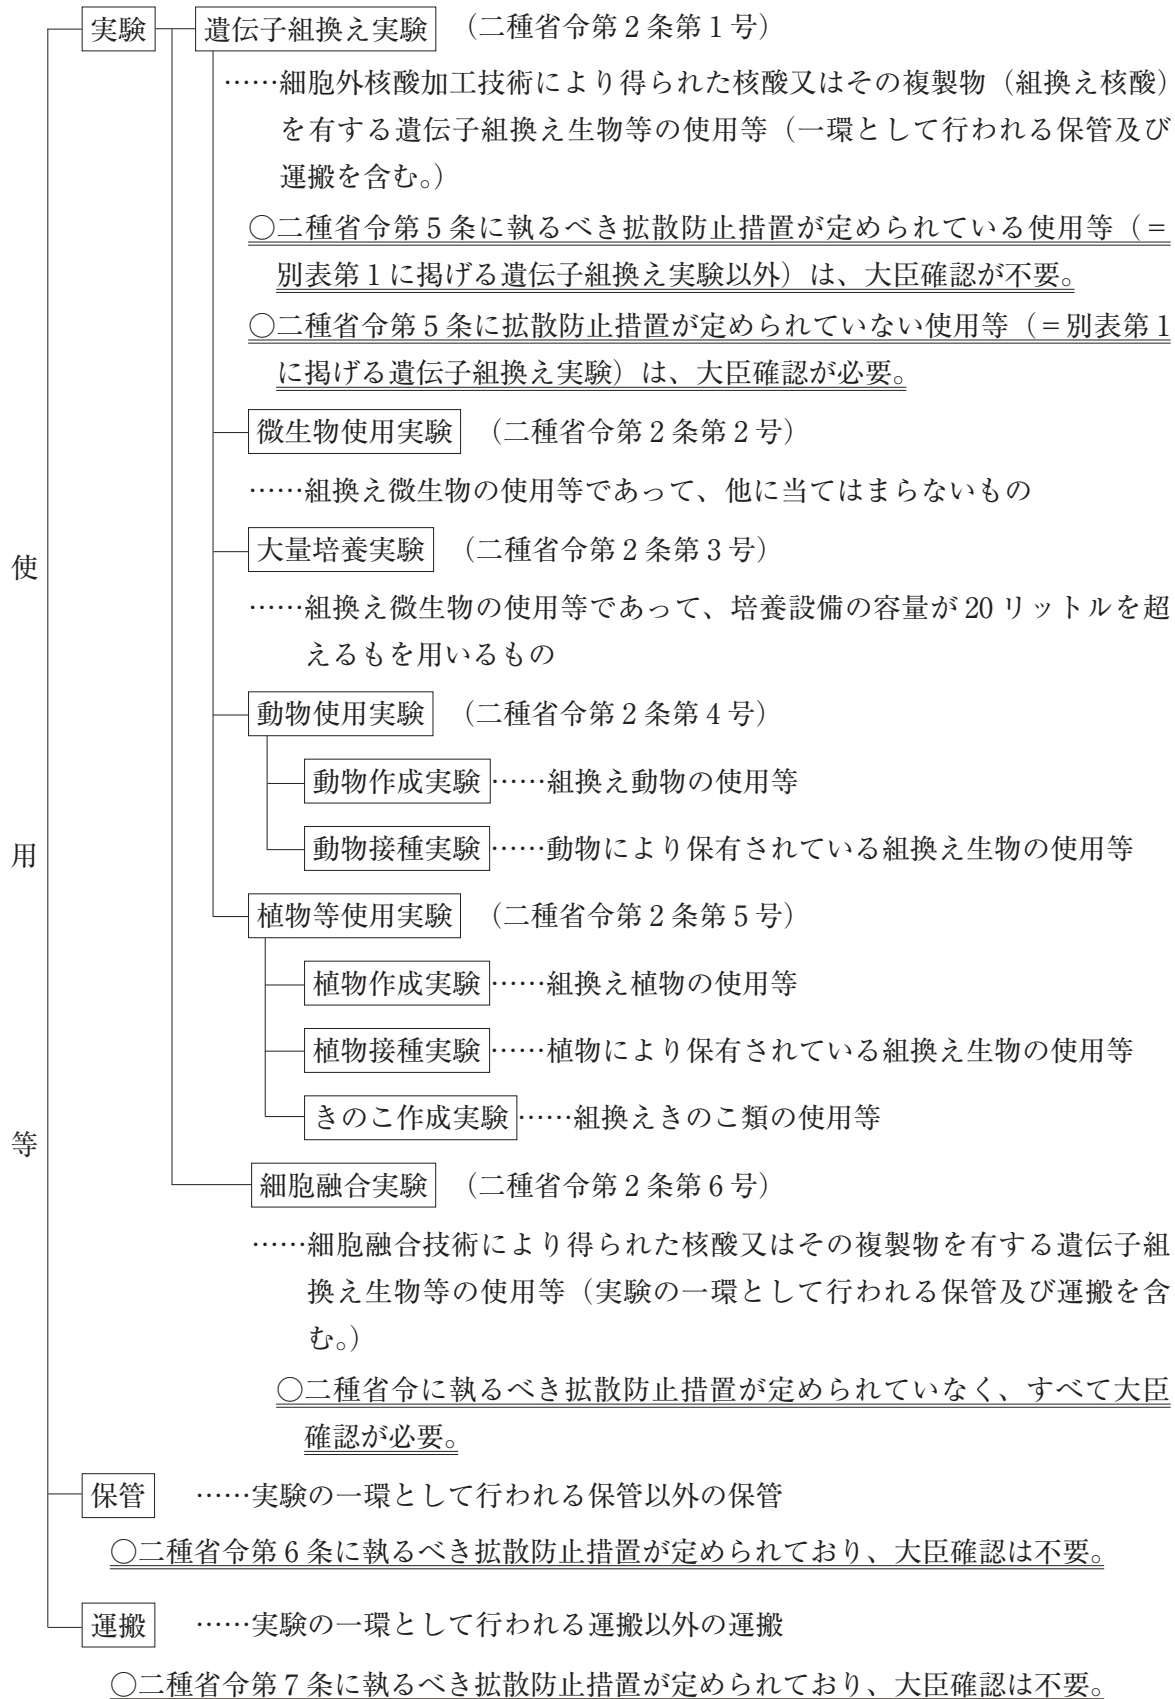 使用等
実験 遺伝子組換え実験 (二種省令第2条第1号)
……細胞外核酸加工技術により得られた核酸又はその複製物(組換え核酸)
を有する遺伝子組換え生物等の使用等(一環として行われる保管及び
運搬を含む。)
○二種省令第5条に執るべき拡散防止措置が定められている使用等(=
別表第1に掲げる遺伝子組換え実験以外)は、大臣確認が不要。
○二種省令第5条に拡散防止措置が定められていない使用等(=別表第1
に掲げる遺伝子組換え実験)は、大臣確認が必要。
微生物使用実験 (二種省令第2条第2号)
……組換え微生物の使用等であって、他に当てはまらないもの
大量培養実験 (二種省令第2条第3号)
……組換え微生物の使用等であって、培養設備の容量が20リットルを超
えるもを用いるもの
動物使用実験 (二種省令第2条第4号)
動物作成実験……組換え動物の使用等
動物接種実験……動物により保有されている組換え生物の使用等
植物等使用実験 (二種省令第2条第5号)
植物作成実験……組換え植物の使用等
植物接種実験……植物により保有されている組換え生物の使用等
きのこ作成実験……組換えきのこ類の使用等
細胞融合実験 (二種省令第2条第6号)
……細胞融合技術により得られた核酸又はその複製物を有する遺伝子組
換え生物等の使用等(実験の一環として行われる保管及び運搬を含
む。)
○二種省令に執るべき拡散防止措置が定められていなく、すべて大臣
確認が必要。
保管 ……実験の一環として行われる保管以外の保管
○二種省令第6条に執るべき拡散防止措置が定められており、大臣確認は不要。
運搬 ……実験の一環として行われる運搬以外の運搬
○二種省令第7条に執るべき拡散防止措置が定められており、大臣確認は不要。